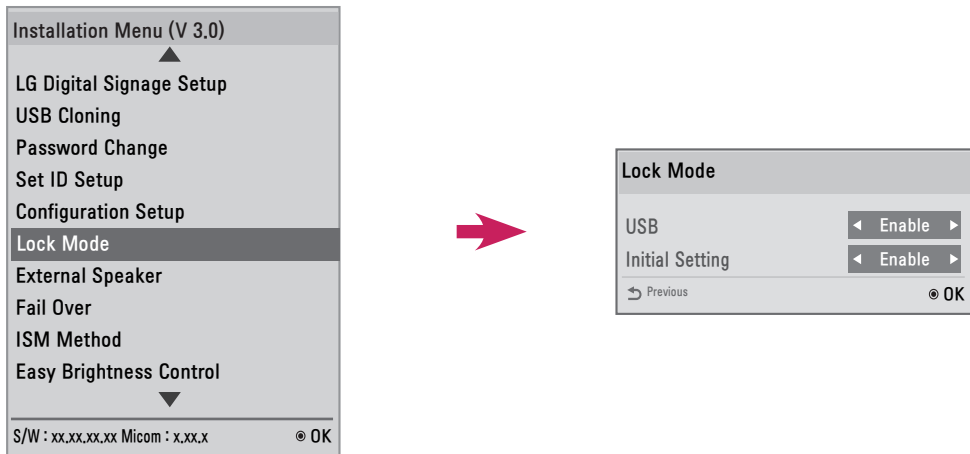 Installation Menu (V 3.0)
LG Digital Signage Setup
USB Cloning
Password Change
Set ID Setup
Configuration Setup
Lock Mode
External Speaker
Fail Over
ISM Method
Easy Brightness Control
S/W : xx.xx.xx.xx Micom : x.xx.x OK
Lock Mode
USB Enable
Initial Setting Enable
Previous OK